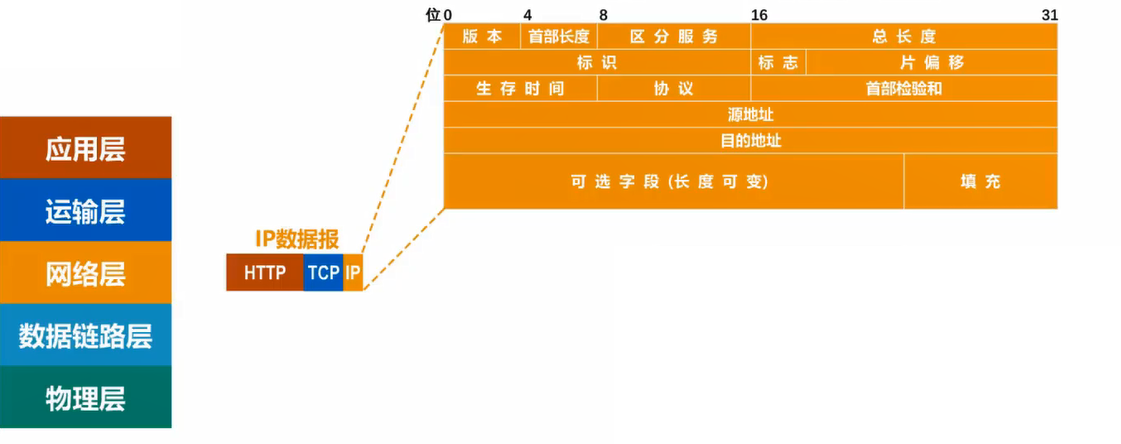 位 0 4 8 16 31
版本 首部长度 区分服务 总长度
标识 标志 片偏移
生存时间 协议 首部检验和
源地址
目的地址
可选字段(长度可变) 填充
应用层
运输层
网络层
数据链路层
物理层
IP数据报
HTTP TCP IP